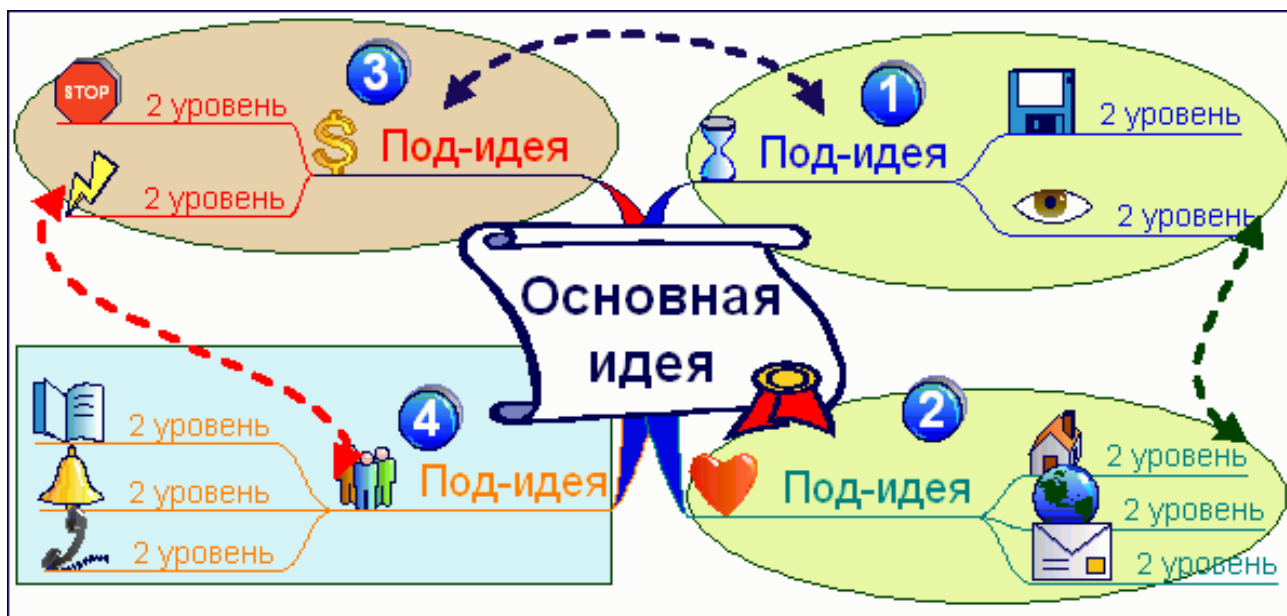 3
STOP
2 уровень
Под-идея
2 уровень
1
2 уровень
Под-идея
2 уровень
Основная
идея
4
2 уровень
Под-идея
2 уровень
2 уровень
2
2 уровень
Под-идея
2 уровень
2 уровень